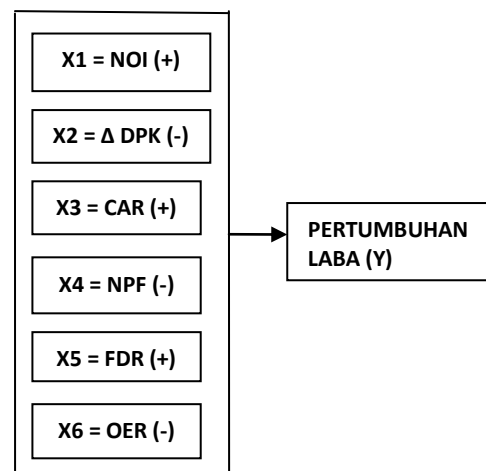 X1 = NOI (+)
X2 = Δ DPK (-)
X3 = CAR (+)
X4 = NPF (-)
X5 = FDR (+)
X6 = OER (-)
PERTUMBUHAN
LABA (Y)